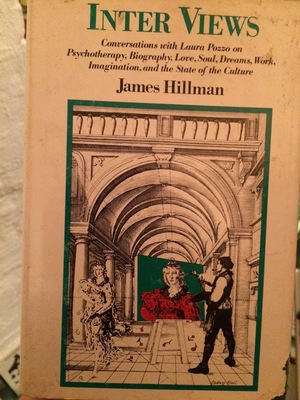 INTER VIEWS
Conversations with Laura Pozzo on
Psychotherapy, Biography, Love, Soul, Dreams, Work,
Imagination, and the State of the Culture
James Hillman